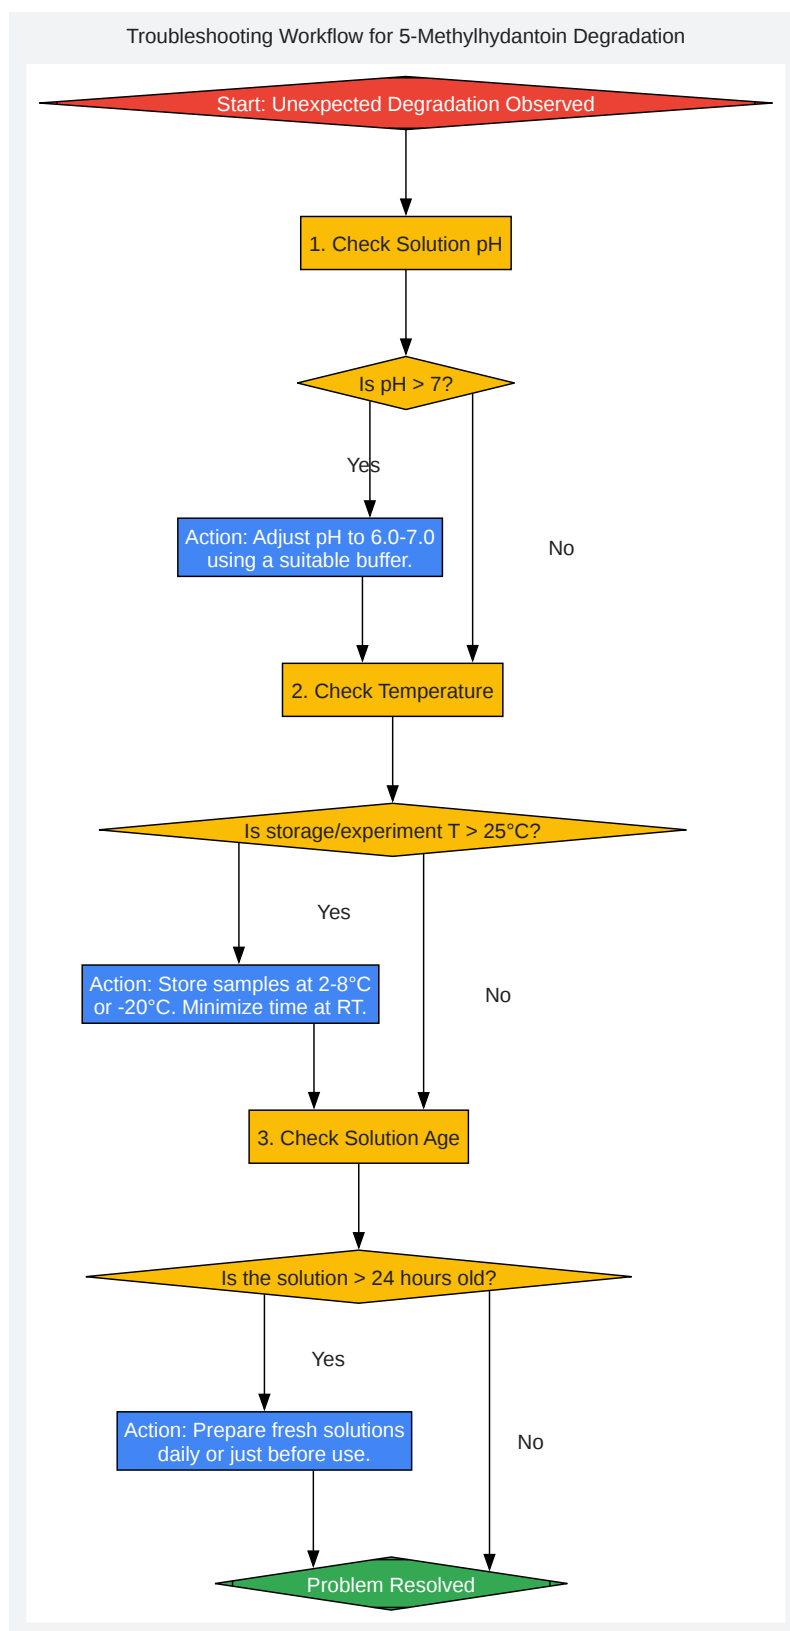 Troubleshooting Workflow for 5-Methylhydantoin Degradation
Start: Unexpected Degradation Observed
1. Check Solution pH
Is pH > 7?
Yes
Action: Adjust pH to 6.0-7.0
using a suitable buffer.
No
2. Check Temperature
Is storage/experiment T > 25°C?
Yes
Action: Store samples at 2-8°C
or -20°C. Minimize time at RT.
No
3. Check Solution Age
Is the solution > 24 hours old?
Yes
Action: Prepare fresh solutions
daily or just before use.
No
Problem Resolved